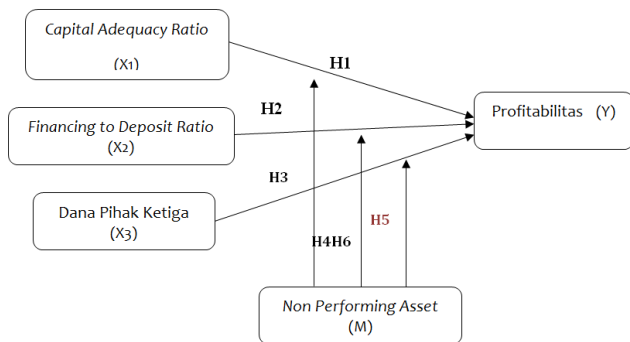 Capital Adequacy Ratio
(X1)
H1
Profitabilitas (Y)
H2
Financing to Deposit Ratio
(X2)
H3
Dana Pihak Ketiga
(X3)
H5
H4H6
Non Performing Asset
(M)